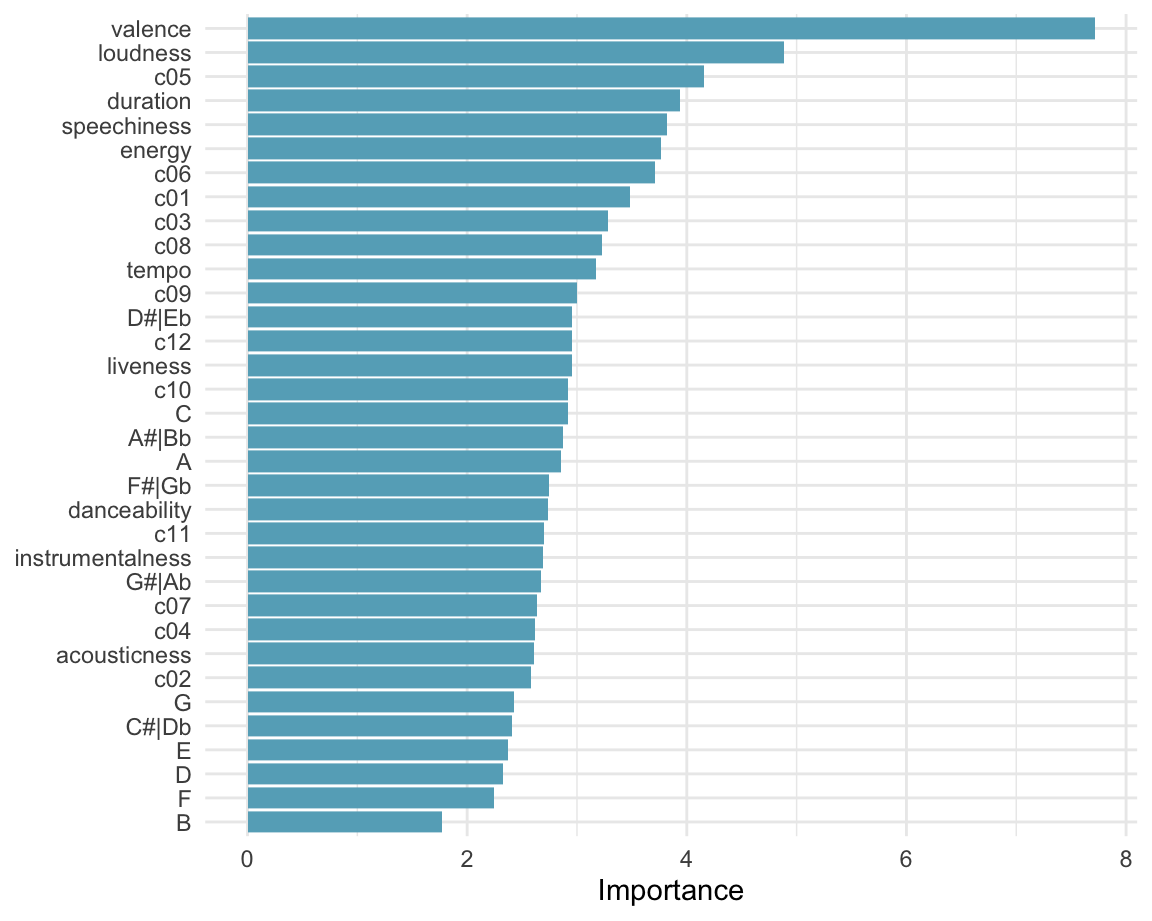 valence
loudness
c05
duration
speechiness
energy
c06
c01
c03
c08
tempo
c09
D#|Eb
c12
liveness
c10
C
A#|Bb
A
F#|Gb
danceability
c11
instrumentalness
G#|Ab
c07
c04
acousticness
c02
G
C#|Db
E
D
F
B
0 2 4 6 8
Importance